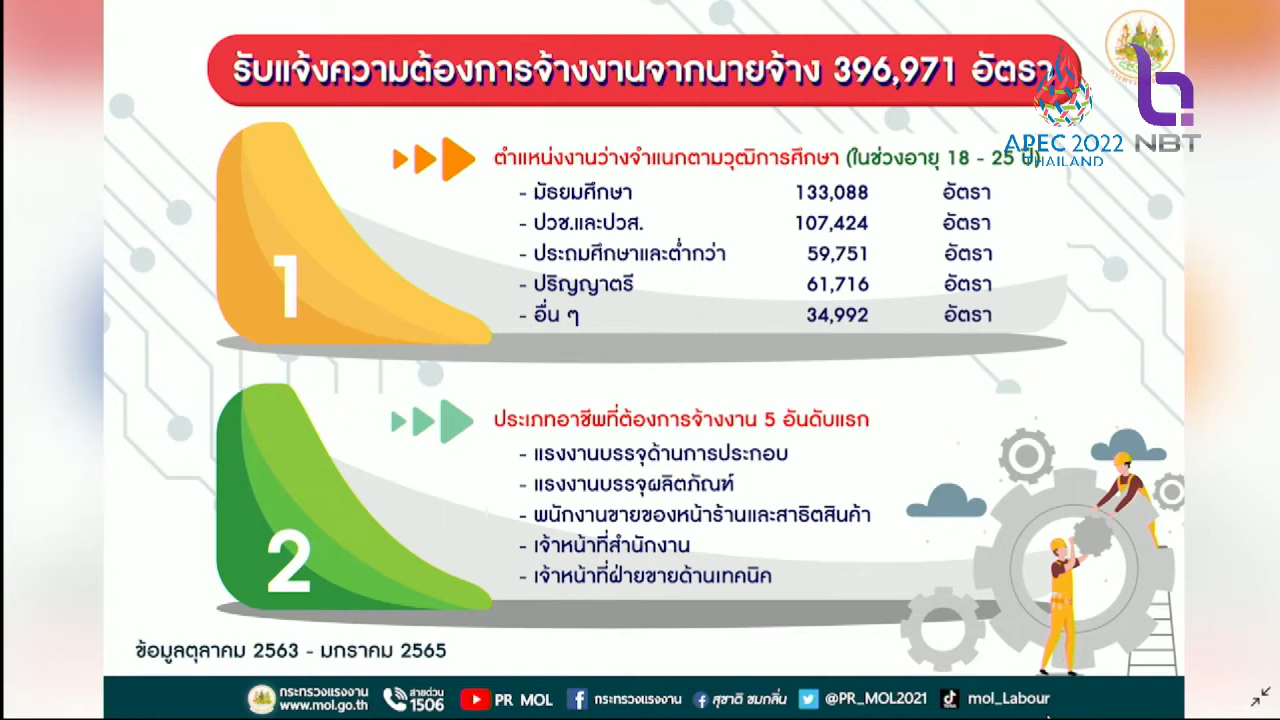 รับแจ้งความต้องการจ้างงานจากนายจ้าง 396,971 อัตรา
APEC 2022
THAILAND
NBT
1
ตำแหน่งงานว่างจำแนกตามวุฒิการศึกษา (ในช่วงอายุ 18 - 25 ปี)
- มัธยมศึกษา 133,088 อัตรา
- ปวช.และปวส. 107,424 อัตรา
- ประถมศึกษาและต่ำกว่า 59,751 อัตรา
- ปริญญาตรี 61,716 อัตรา
- อื่น ๆ 34,992 อัตรา
2
ประเภทอาชีพที่ต้องการจ้างงาน 5 อันดับแรก
- แรงงานบรรจุด้านการประกอบ
- แรงงานบรรจุผลิตภัณฑ์
- พนักงานขายของหน้าร้านและสาธิตสินค้า
- เจ้าหน้าที่สำนักงาน
- เจ้าหน้าที่ฝ่ายขายด้านเทคนิค
ข้อมูลตุลาคม 2563 - มกราคม 2565
กระทรวงแรงงาน
www.mol.go.th
สายด่วน
1506
PR MOL
กระทรวงแรงงาน
สุชาติ ชมกลิ่น
@PR_MOL2021
mol_Labour